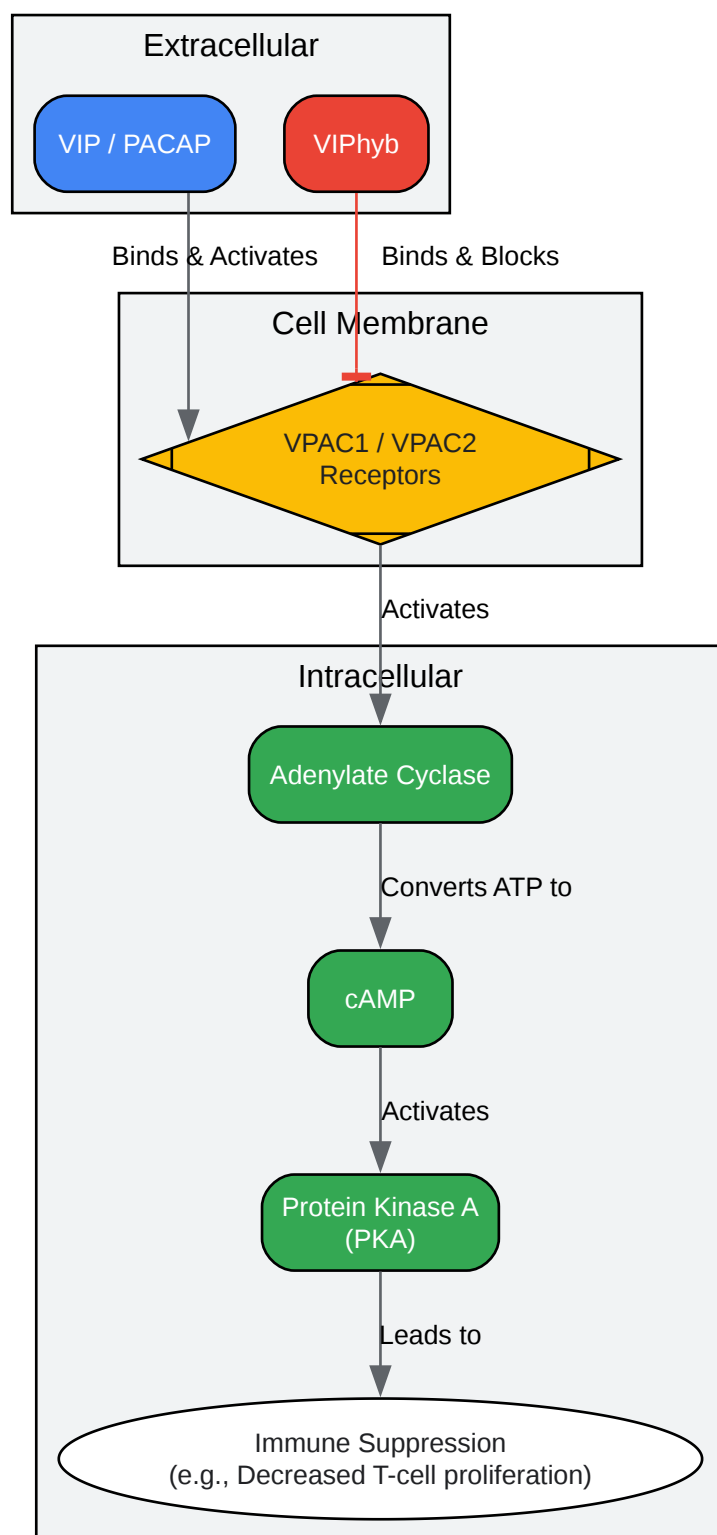 Extracellular
VIP / PACAP
VIPhyb
Binds & Activates
Binds & Blocks
Cell Membrane
VPAC1 / VPAC2
Receptors
Activates
Intracellular
Adenylate Cyclase
Converts ATP to
cAMP
Activates
Protein Kinase A
(PKA)
Leads to
Immune Suppression
(e.g., Decreased T-cell proliferation)